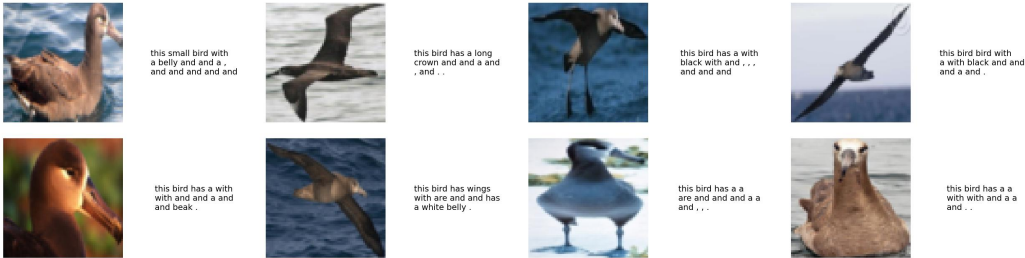 this small bird with
a belly and and a ,
and and and and and
this bird has a long
crown and and a and
, and . .
this bird has a with
black with and , , ,
and and and
this bird bird with
a with black and and
and a and .
this bird has a with
with and and a and
and beak .
this bird has wings
with are and and has
a white belly .
this bird has a a
are and and and a a
and , , .
this bird has a a
with with and a a
and . .